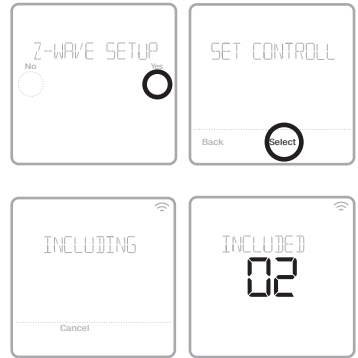 Z-WAVE SETUP
No Yes
SET CONTROLL
Back Select
INCLUDING
Cancel
INCLUDED
02